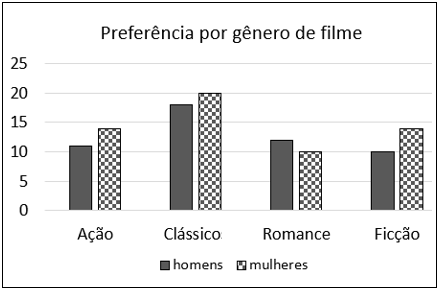 Preferência por gênero de filme
25
20
15
10
5
0
Ação Clássico Romance Ficção
homens mulheres